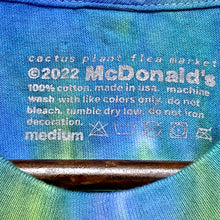 cactus plant flea market
©2022 McDonald's
100% cotton. made in usa. machine
wash with like colors only. do not
bleach. tumble dry low. do not iron
decoration.
medium